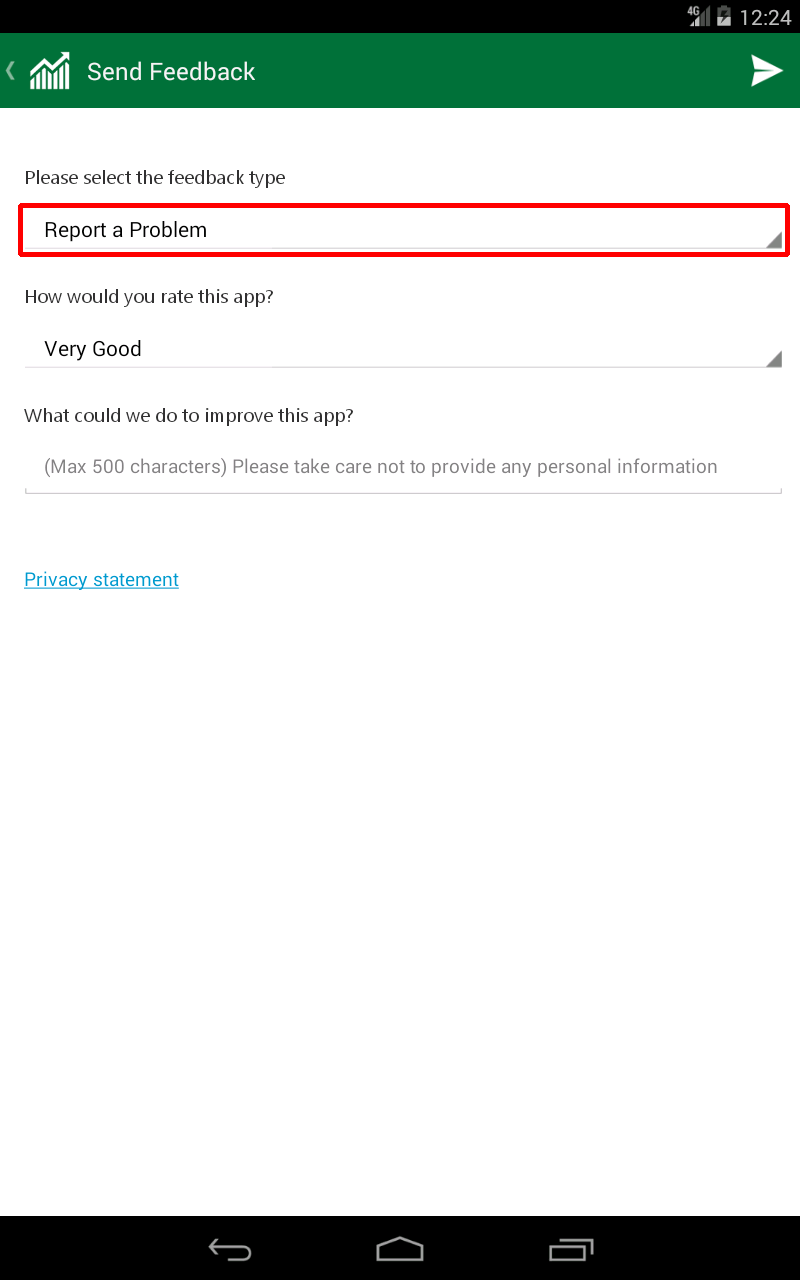 4G 12:24
Send Feedback
Please select the feedback type
Report a Problem
How would you rate this app?
Very Good
What could we do to improve this app?
(Max 500 characters) Please take care not to provide any personal information
Privacy statement